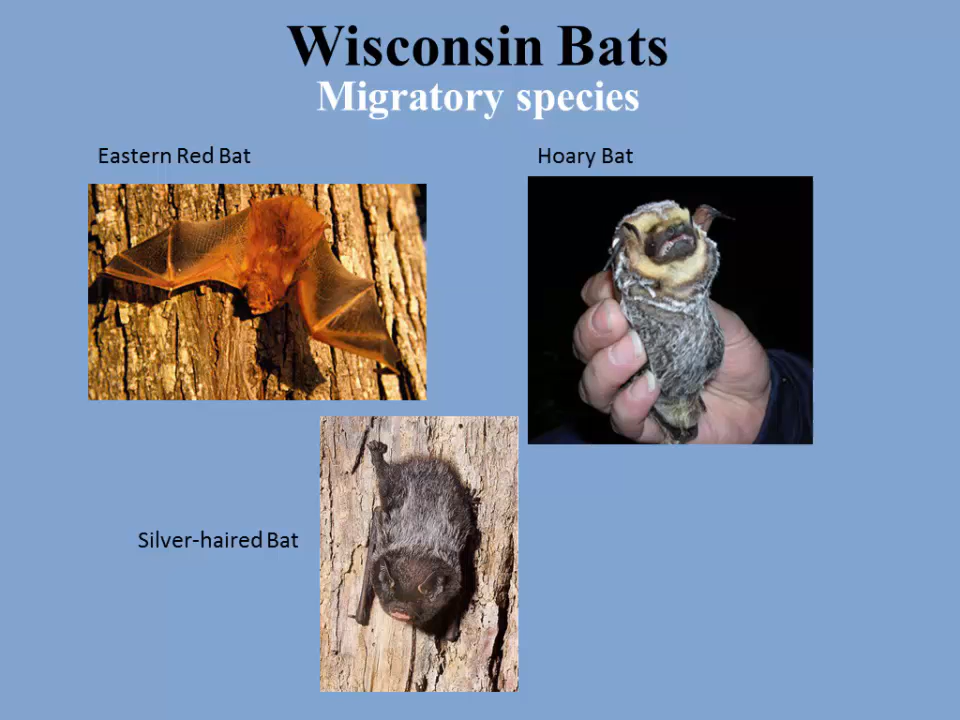 Wisconsin Bats
Migratory species
Eastern Red Bat
Hoary Bat
Silver-haired Bat